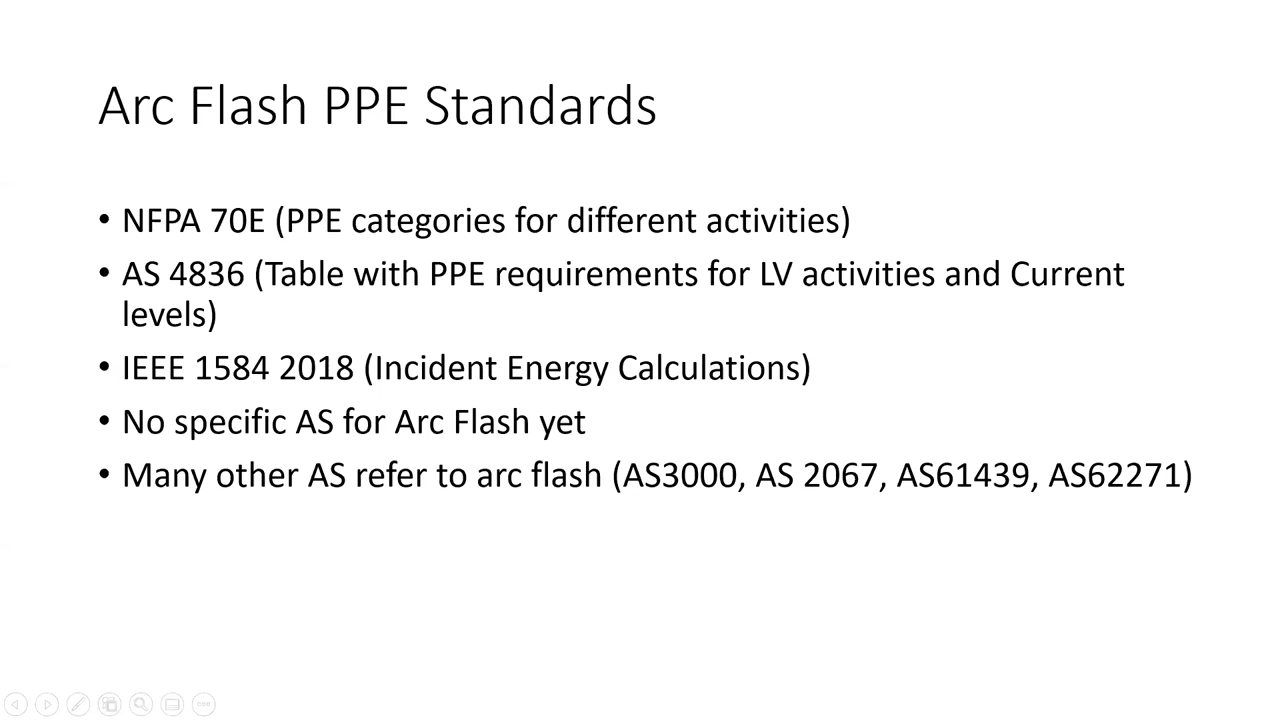 Arc Flash PPE Standards
• NFPA 70E (PPE categories for different activities)
• AS 4836 (Table with PPE requirements for LV activities and Current
levels)
• IEEE 1584 2018 (Incident Energy Calculations)
• No specific AS for Arc Flash yet
• Many other AS refer to arc flash (AS3000, AS 2067, AS61439, AS62271)